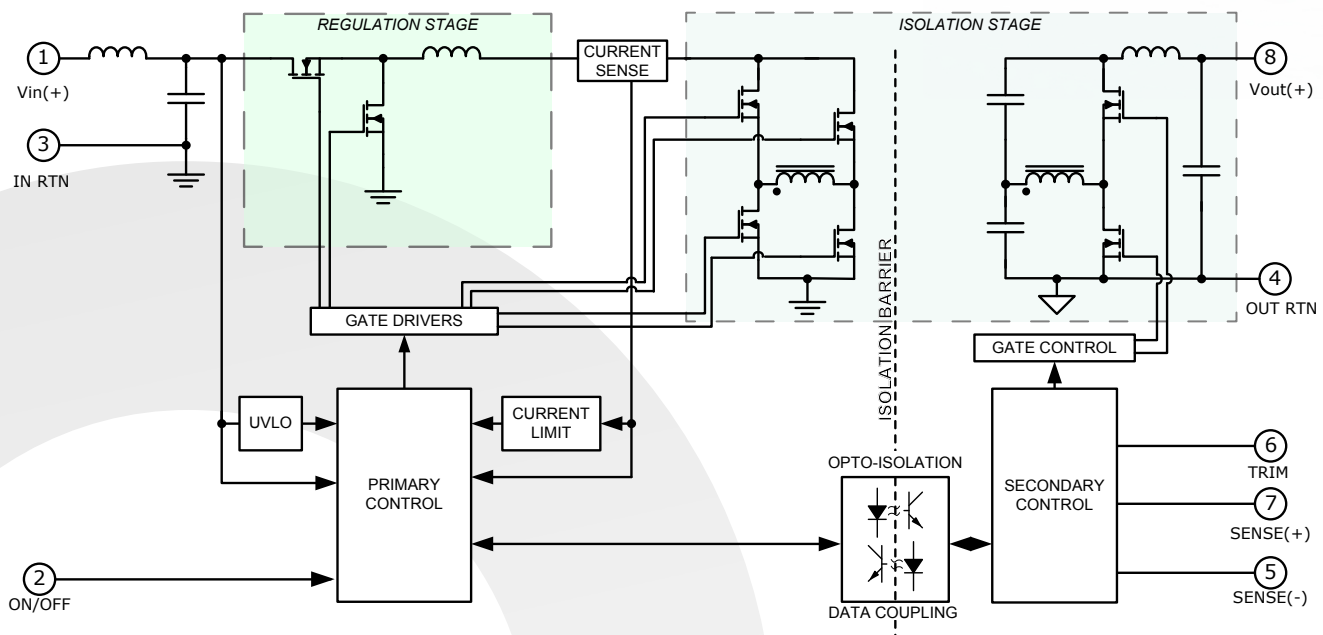 REGULATION STAGE
ISOLATION STAGE
1
Vin(+)
CURRENT
SENSE
8
Vout(+)
3
IN RTN
4
OUT RTN
GATE DRIVERS
ISOLATION BARRIER
GATE CONTROL
UVLO
CURRENT
LIMIT
PRIMARY
CONTROL
OPTO-ISOLATION
DATA COUPLING
SECONDARY
CONTROL
6
TRIM
7
SENSE(+)
5
SENSE(-)
2
ON/OFF